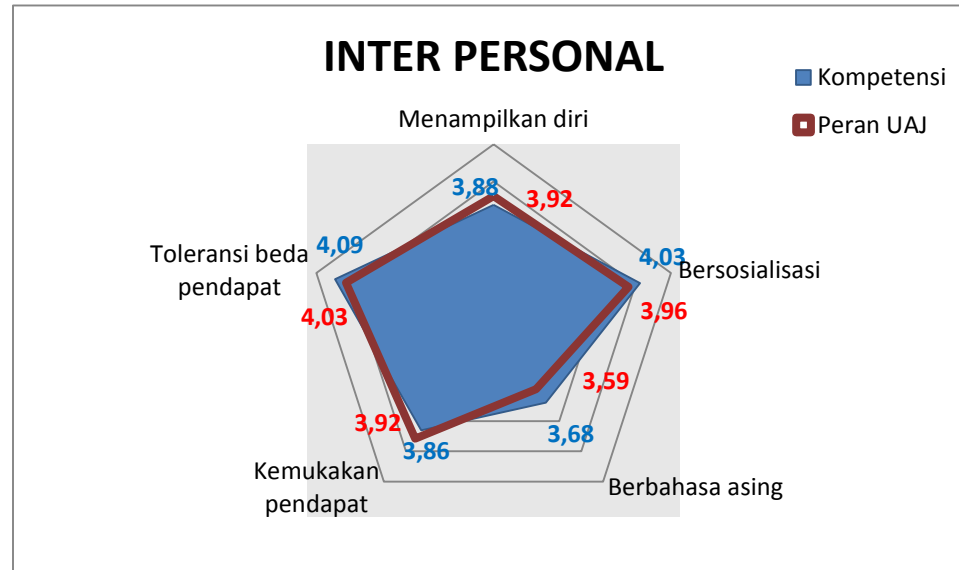 INTER PERSONAL
Kompetensi
Peran UAJ
Menampilkan diri
3,88
3,92
Toleransi beda
pendapat
4,09
4,03
4,03
Bersosialisasi
3,96
3,59
3,68
Berbahasa asing
3,92
3,86
Kemukakan
pendapat